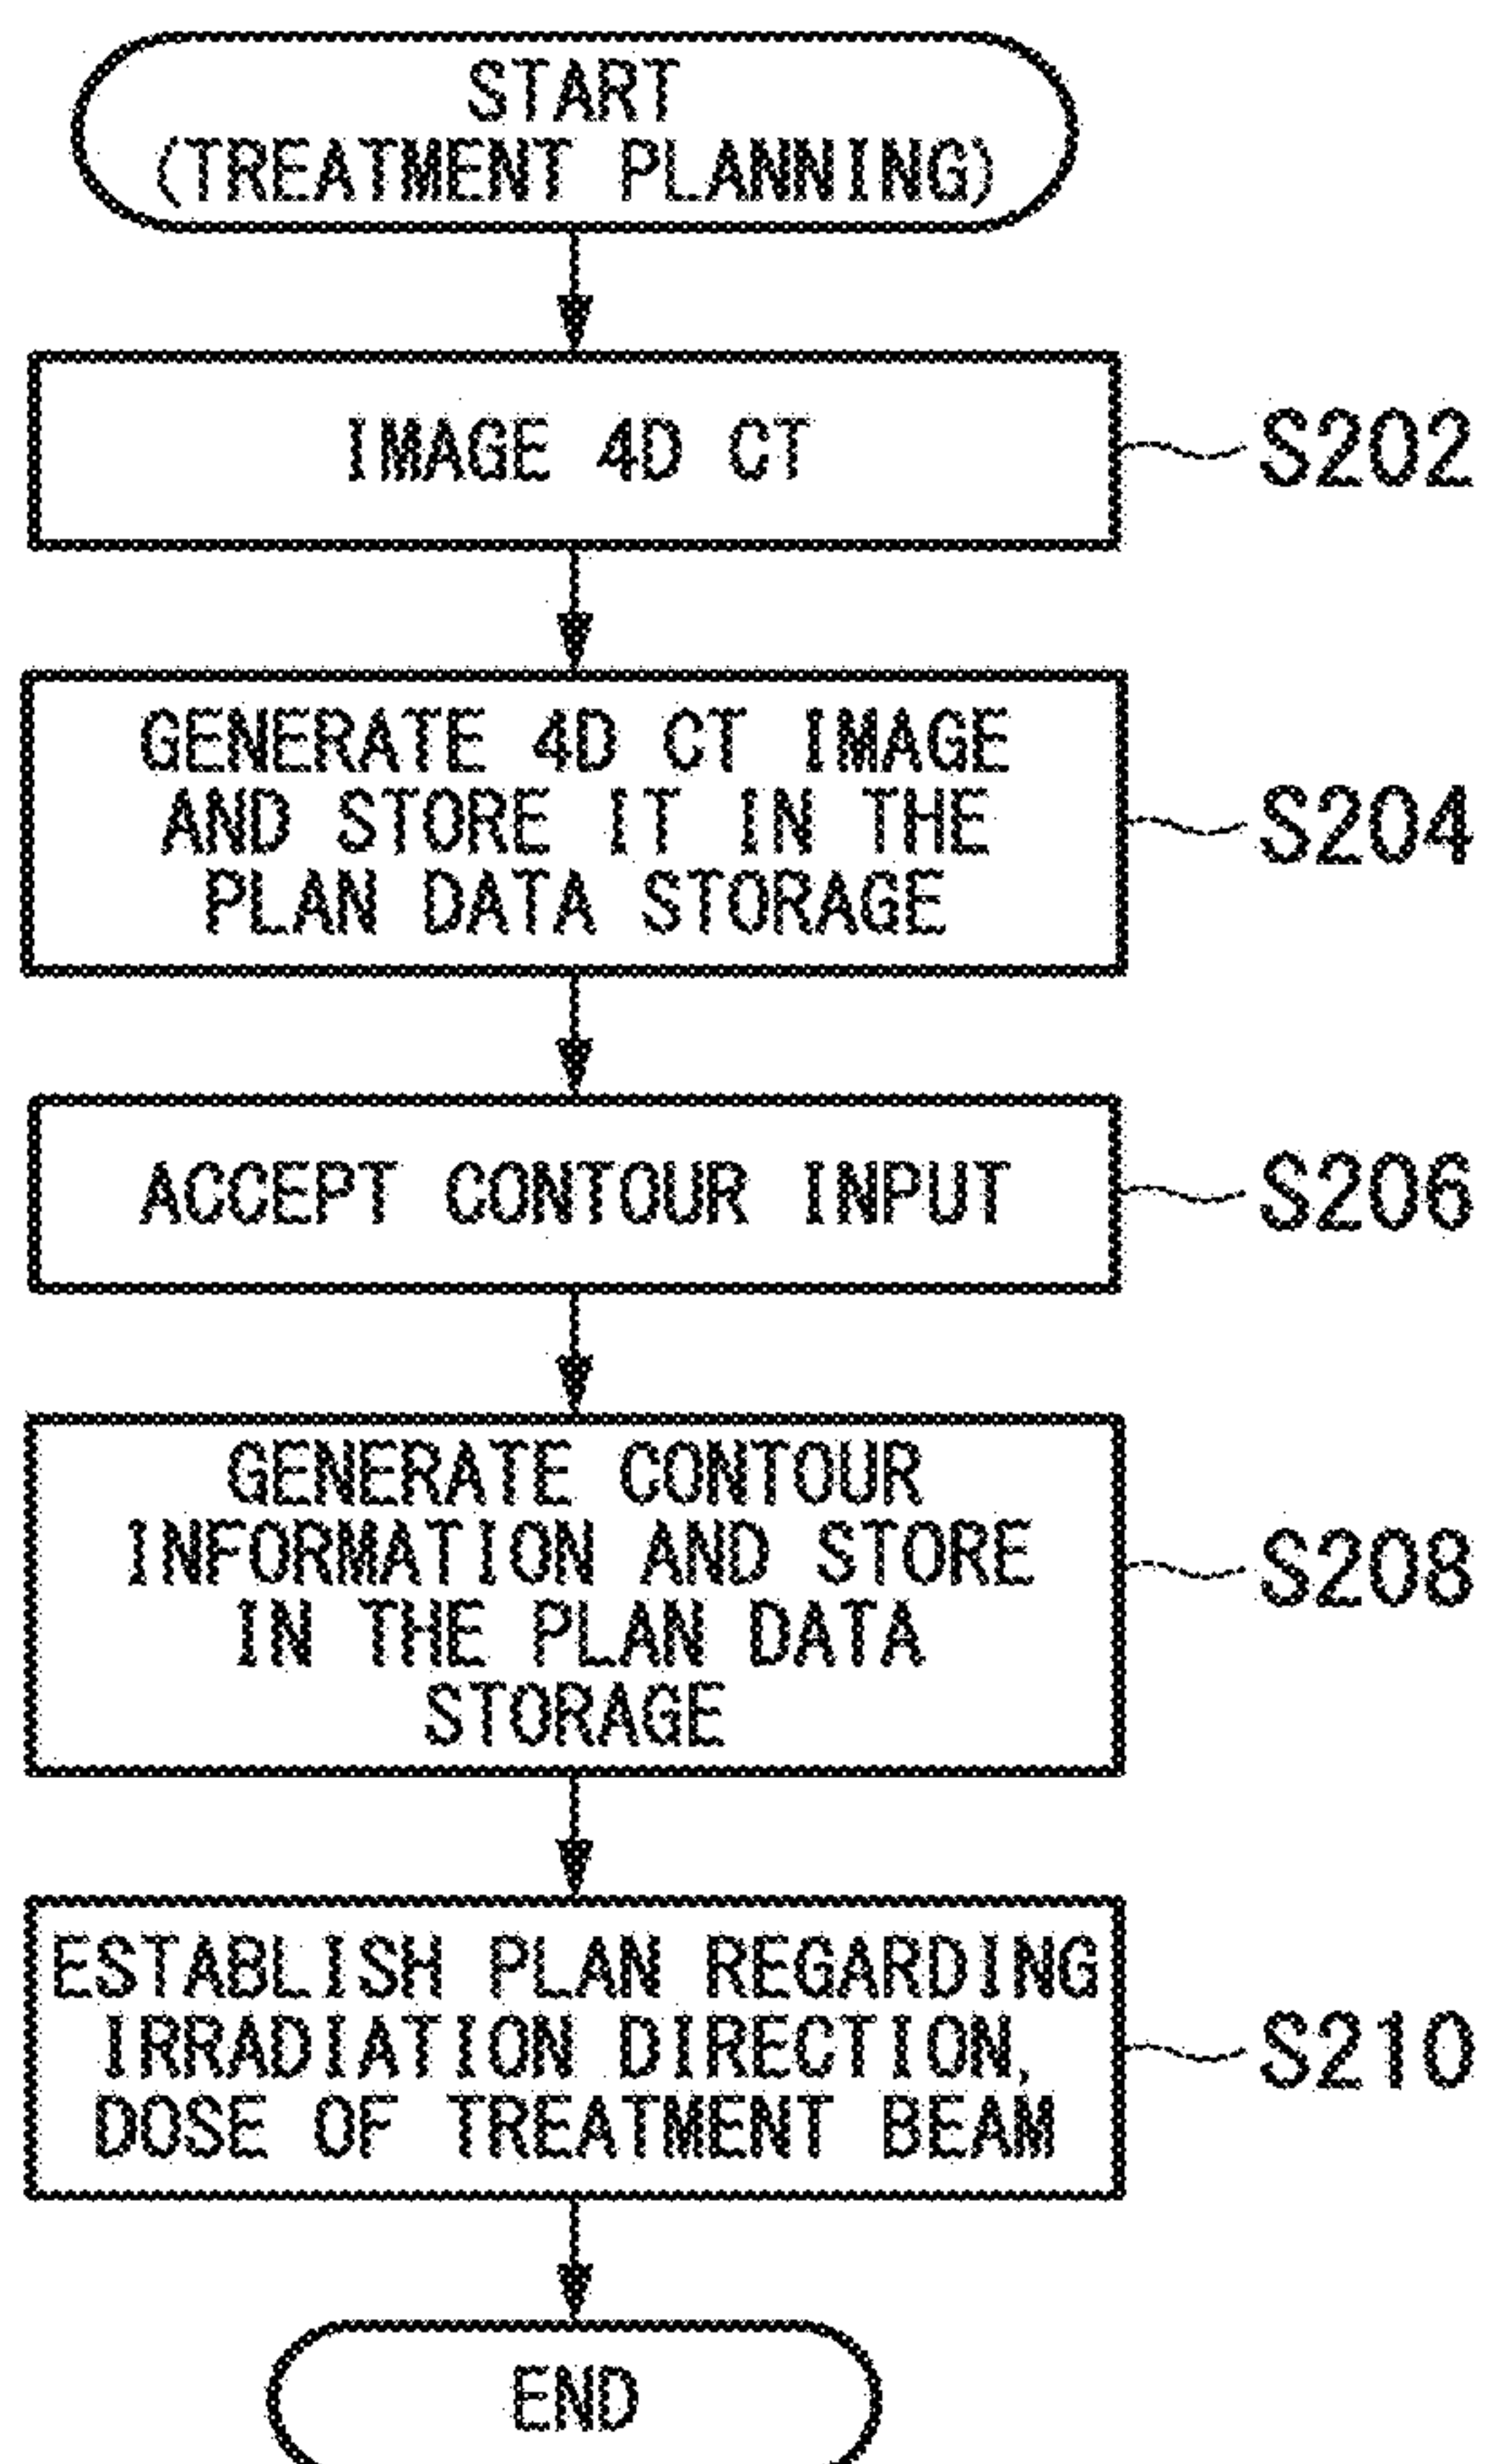 START
(TREATMENT PLANNING)
IMAGE 4D CT
S202
GENERATE 4D CT IMAGE
AND STORE IT IN THE
PLAN DATA STORAGE
S204
ACCEPT CONTOUR INPUT
S206
GENERATE CONTOUR
INFORMATION AND STORE
IN THE PLAN DATA
STORAGE
S208
ESTABLISH PLAN REGARDING
IRRADIATION DIRECTION,
DOSE OF TREATMENT BEAM
S210
END